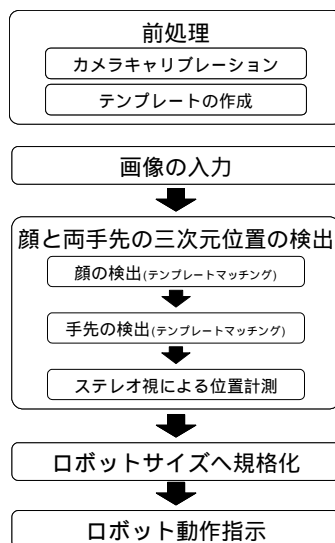 前処理
カメラキャリブレーション
テンプレートの作成
画像の入力
顔と両手先の三次元位置の検出
顔の検出(テンプレートマッチング)
手先の検出(テンプレートマッチング)
ステレオ視による位置計測
ロボットサイズへ規格化
ロボット動作指示